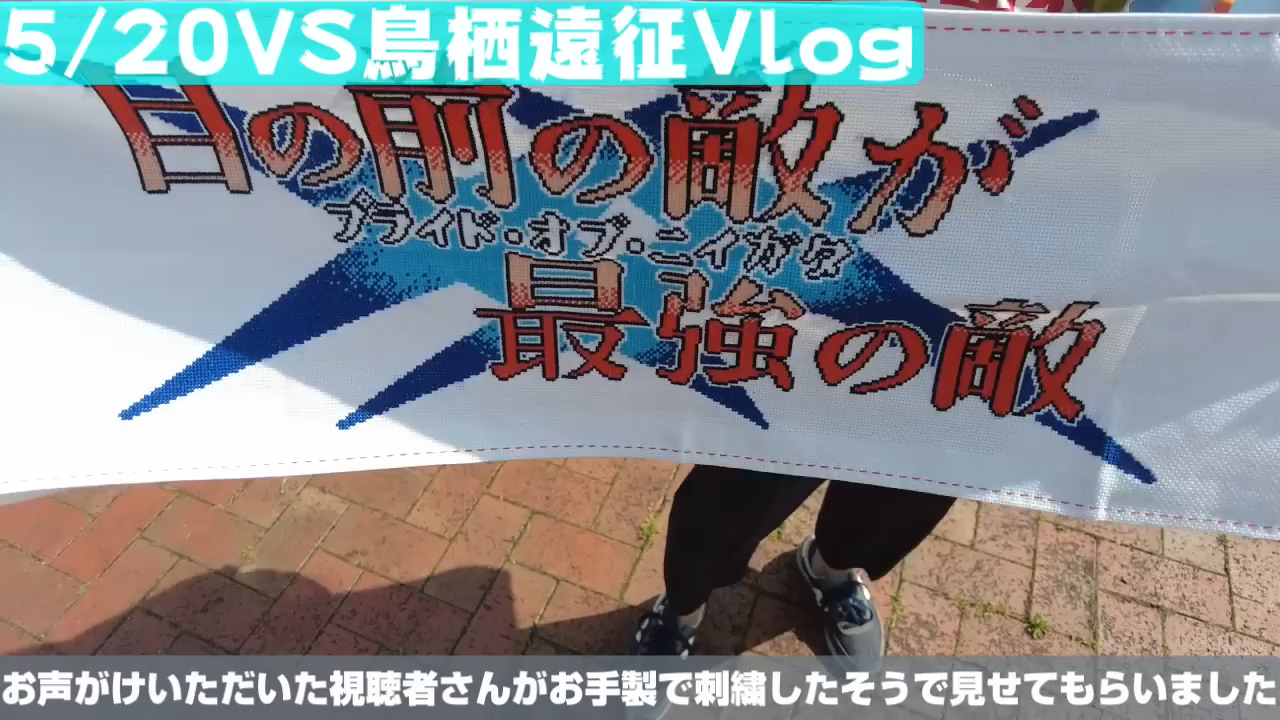 5/20VS鳥栖遠征Vlog
目の前の敵が
プライド・オブ・ニイガタ
最強の敵
お声がけいただいた視聴者さんがお手製で刺繍したそうで見せてもらいました